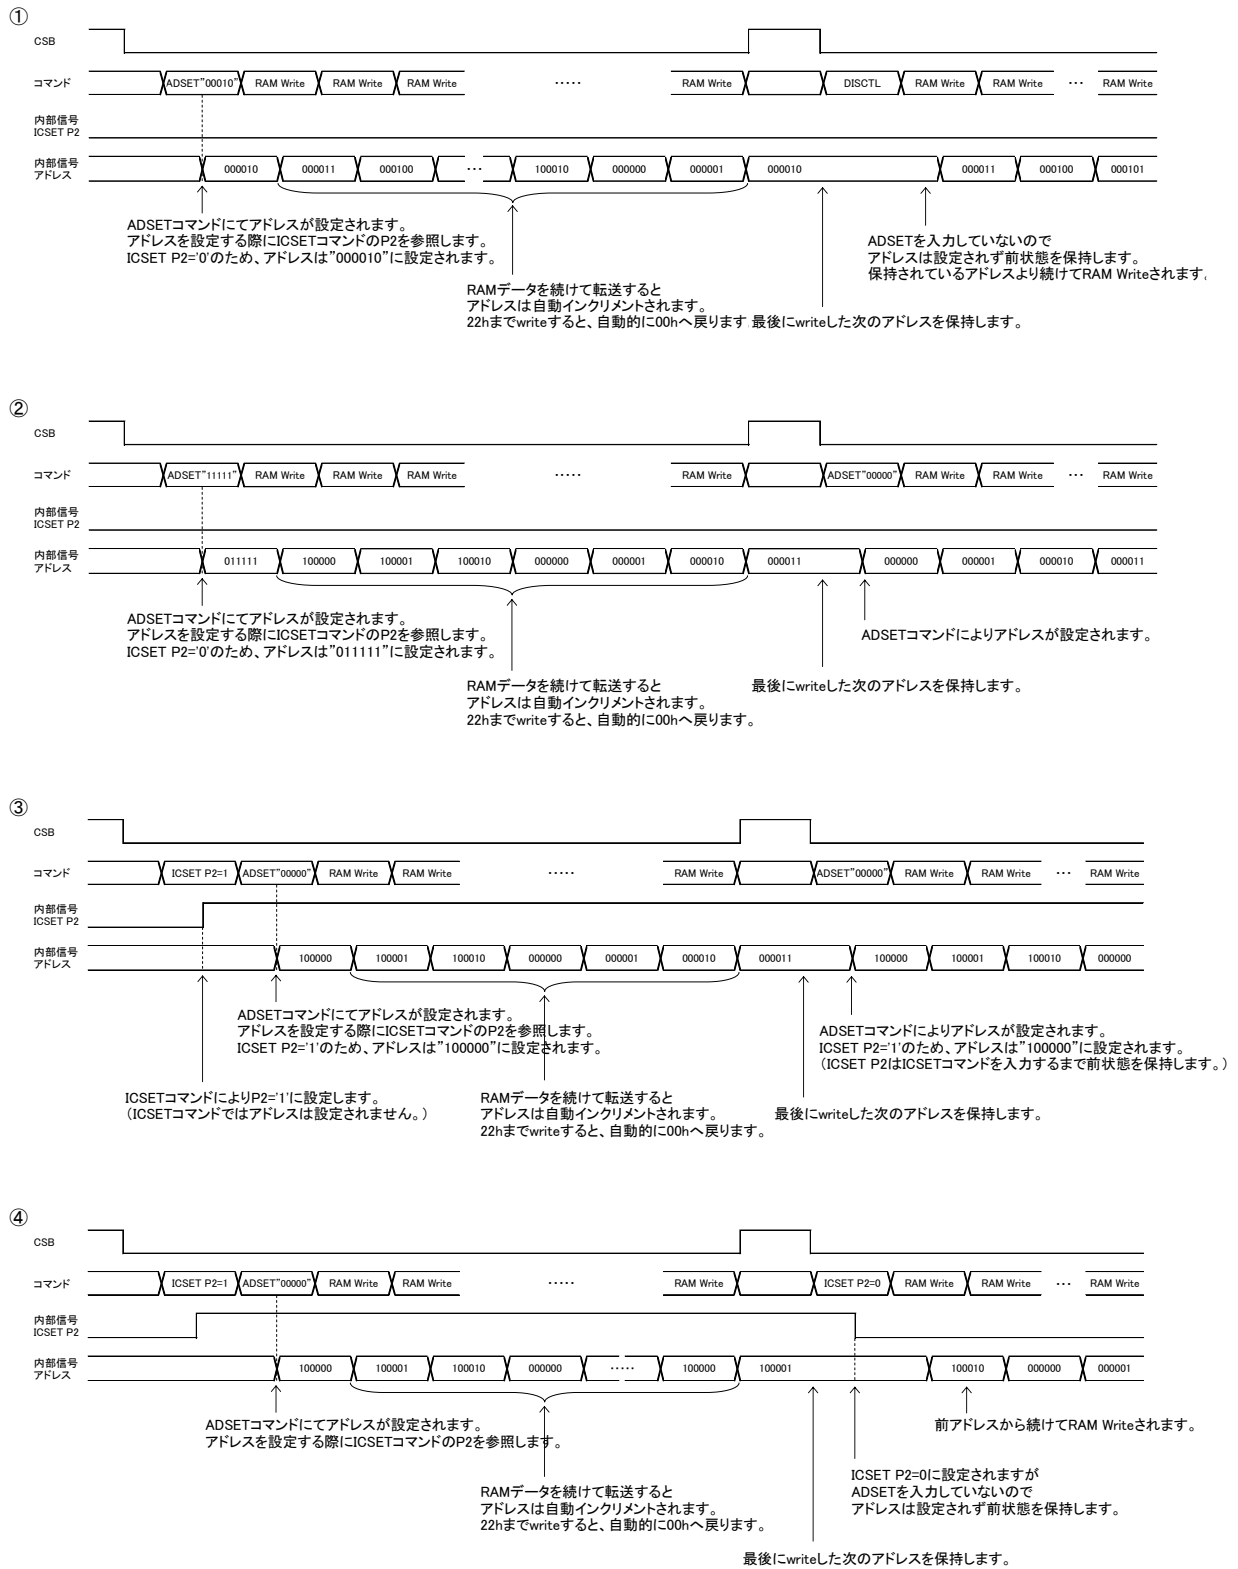 ①
CSB
コマンド
ADSET"00010" RAM Write RAM Write RAM Write ・・・・・ RAM Write DISCTL RAM Write RAM Write ・・・ RAM Write
内部信号
ICSET P2
内部信号
アドレス
000010 000011 000100 ・・・ 100010 000000 000001 000010 000011 000100 000101
ADSETコマンドにてアドレスが設定されます。
アドレスを設定する際にICSETコマンドのP2を参照します。
ICSET P2='0'のため、アドレスは"000010"に設定されます。
RAMデータを続けて転送すると
アドレスは自動インクリメントされます。
22hまでwriteすると、自動的に00hへ戻ります
最後にwriteした次のアドレスを保持します。
ADSETを入力していないので
アドレスは設定されず前状態を保持します。
保持されているアドレスより続けてRAM Writeされます。
②
CSB
コマンド
ADSET"11111" RAM Write RAM Write RAM Write ・・・・・ RAM Write ADSET"00000" RAM Write RAM Write ・・・ RAM Write
内部信号
ICSET P2
内部信号
アドレス
011111 100000 100001 100010 000000 000001 000010 000011 000000 000001 000010 000011
ADSETコマンドにてアドレスが設定されます。
アドレスを設定する際にICSETコマンドのP2を参照します。
ICSET P2='0'のため、アドレスは"011111"に設定されます。
ADSETコマンドによりアドレスが設定されます。
RAMデータを続けて転送すると
アドレスは自動インクリメントされます。
22hまでwriteすると、自動的に00hへ戻ります。
最後にwriteした次のアドレスを保持します。
③
CSB
コマンド
ICSET P2=1 ADSET"00000" RAM Write RAM Write ・・・・・ RAM Write ADSET"00000" RAM Write RAM Write ・・・ RAM Write
内部信号
ICSET P2
内部信号
アドレス
100000 100001 100010 000000 000001 000010 000011 100000 100001 100010 000000
ADSETコマンドにてアドレスが設定されます。
アドレスを設定する際にICSETコマンドのP2を参照します。
ICSET P2='1'のため、アドレスは"100000"に設定されます。
ADSETコマンドによりアドレスが設定されます。
ICSET P2='1'のため、アドレスは"100000"に設定されます。
（ICSET P2はICSETコマンドを入力するまで前状態を保持します。）
ICSETコマンドによりP2='1'に設定します。
（ICSETコマンドではアドレスは設定されません。）
RAMデータを続けて転送すると
アドレスは自動インクリメントされます。
22hまでwriteすると、自動的に00hへ戻ります。
最後にwriteした次のアドレスを保持します。
④
CSB
コマンド
ICSET P2=1 ADSET"00000" RAM Write RAM Write ・・・・・ RAM Write ICSET P2=0 RAM Write RAM Write ・・・ RAM Write
内部信号
ICSET P2
内部信号
アドレス
100000 100001 100010 000000 ・・・・・ 100000 100001 100010 000000 000001
ADSETコマンドにてアドレスが設定されます。
アドレスを設定する際にICSETコマンドのP2を参照します。
前アドレスから続けてRAM Writeされます。
RAMデータを続けて転送すると
アドレスは自動インクリメントされます。
22hまでwriteすると、自動的に00hへ戻ります。
ICSET P2=0に設定されますが
ADSETを入力していないので
アドレスは設定されず前状態を保持します。
最後にwriteした次のアドレスを保持します。